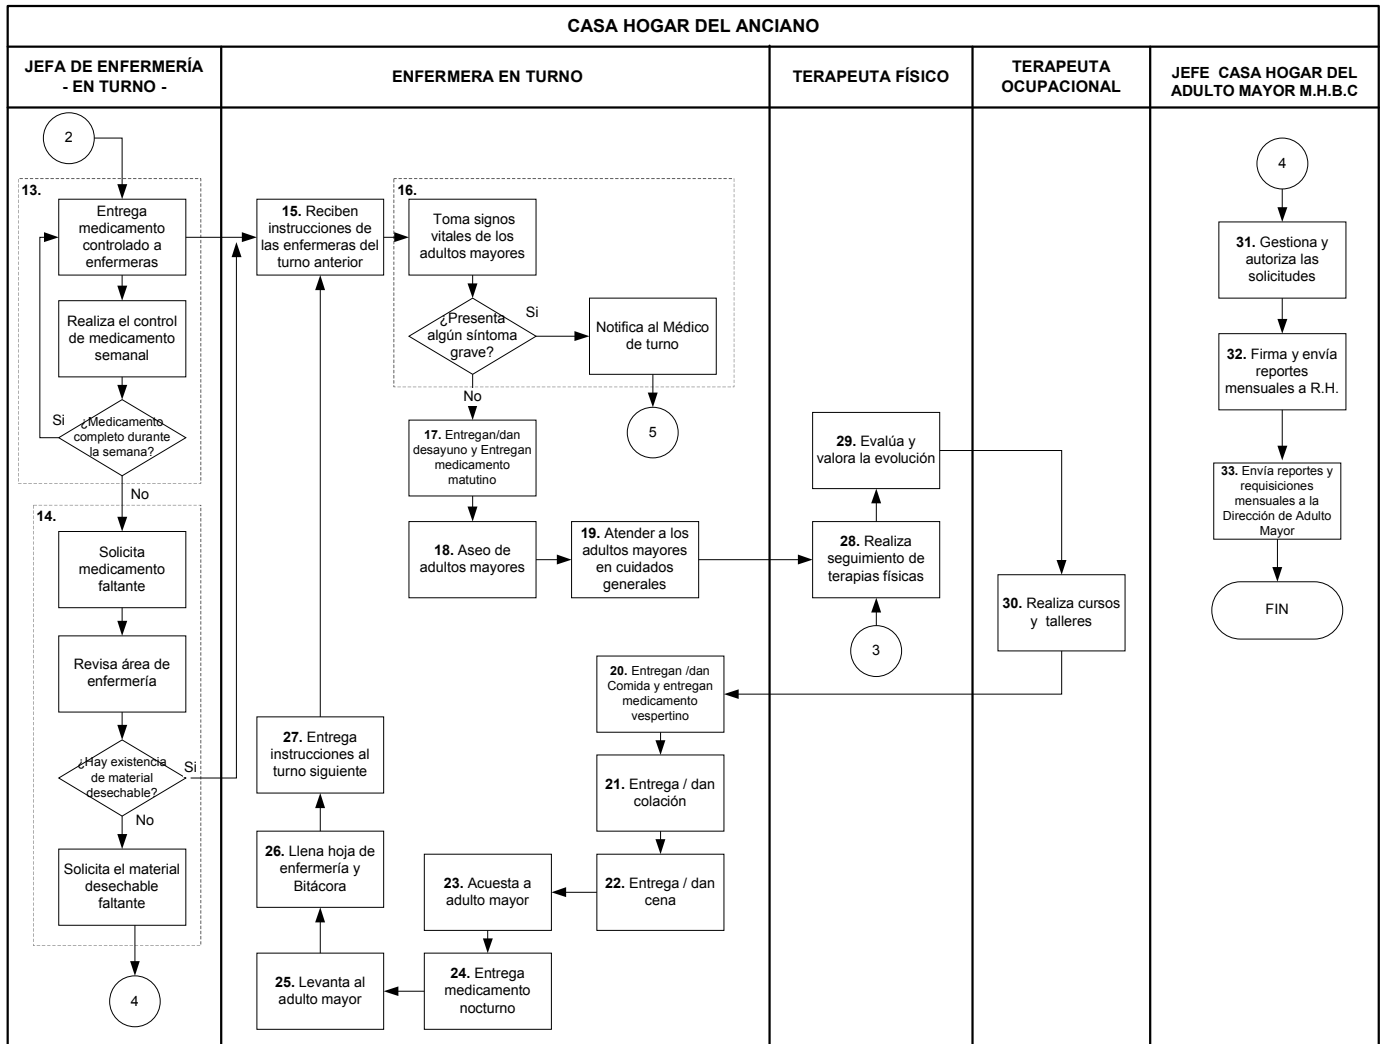 CASA HOGAR DEL ANCIANO
JEFA DE ENFERMERÍA
- EN TURNO -
ENFERMERA EN TURNO
TERAPEUTA FÍSICO
TERAPEUTA
OCUPACIONAL
JEFE CASA HOGAR DEL
ADULTO MAYOR M.H.B.C
2
13.
Entrega
medicamento
controlado a
enfermeras
Realiza el control
de medicamento
semanal
Si
¿Medicamento
completo durante
la semana?
No
14.
Solicita
medicamento
faltante
Revisa área de
enfermería
¿Hay existencia
de material
desechable?
Si
No
Solicita el material
desechable
faltante
4
15. Reciben
instrucciones de
las enfermeras del
turno anterior
16.
Toma signos
vitales de los
adultos mayores
¿Presenta
algún síntoma
grave?
Si
Notifica al Médico
de turno
5
No
17. Entregan/dan
desayuno y Entregan
medicamento
matutino
18. Aseo de
adultos mayores
19. Atender a los
adultos mayores
en cuidados
generales
20. Entregan /dan
Comida y entregan
medicamento
vespertino
21. Entrega / dan
colación
22. Entrega / dan
cena
23. Acuesta a
adulto mayor
24. Entrega
medicamento
nocturno
25. Levanta al
adulto mayor
26. Llena hoja de
enfermería y
Bitácora
27. Entrega
instrucciones al
turno siguiente
29. Evalúa y
valora la evolución
28. Realiza
seguimiento de
terapias físicas
3
30. Realiza cursos
y talleres
4
31. Gestiona y
autoriza las
solicitudes
32. Firma y envía
reportes
mensuales a R.H.
33. Envía reportes y
requisiciones
mensuales a la
Dirección de Adulto
Mayor
FIN